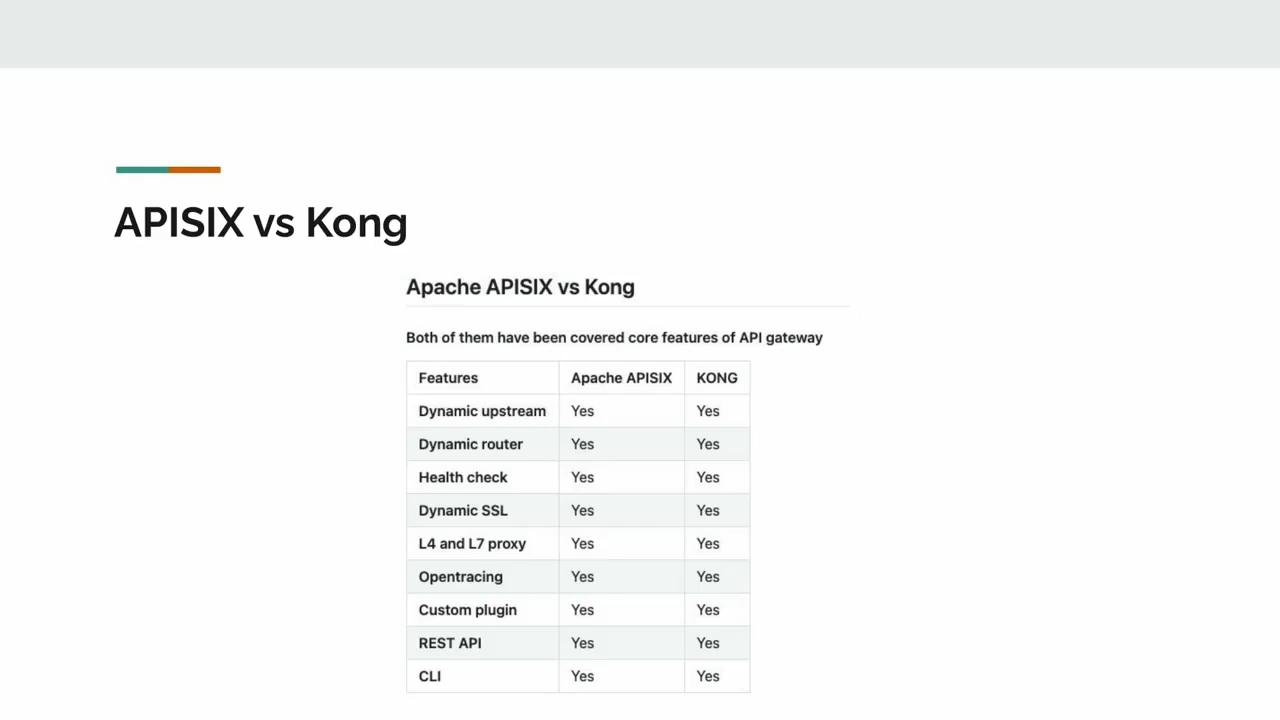 APISIX vs Kong
Apache APISIX vs Kong
Both of them have been covered core features of API gateway
Features Apache APISIX KONG
Dynamic upstream Yes Yes
Dynamic router Yes Yes
Health check Yes Yes
Dynamic SSL Yes Yes
L4 and L7 proxy Yes Yes
Opentracing Yes Yes
Custom plugin Yes Yes
REST API Yes Yes
CLI Yes Yes